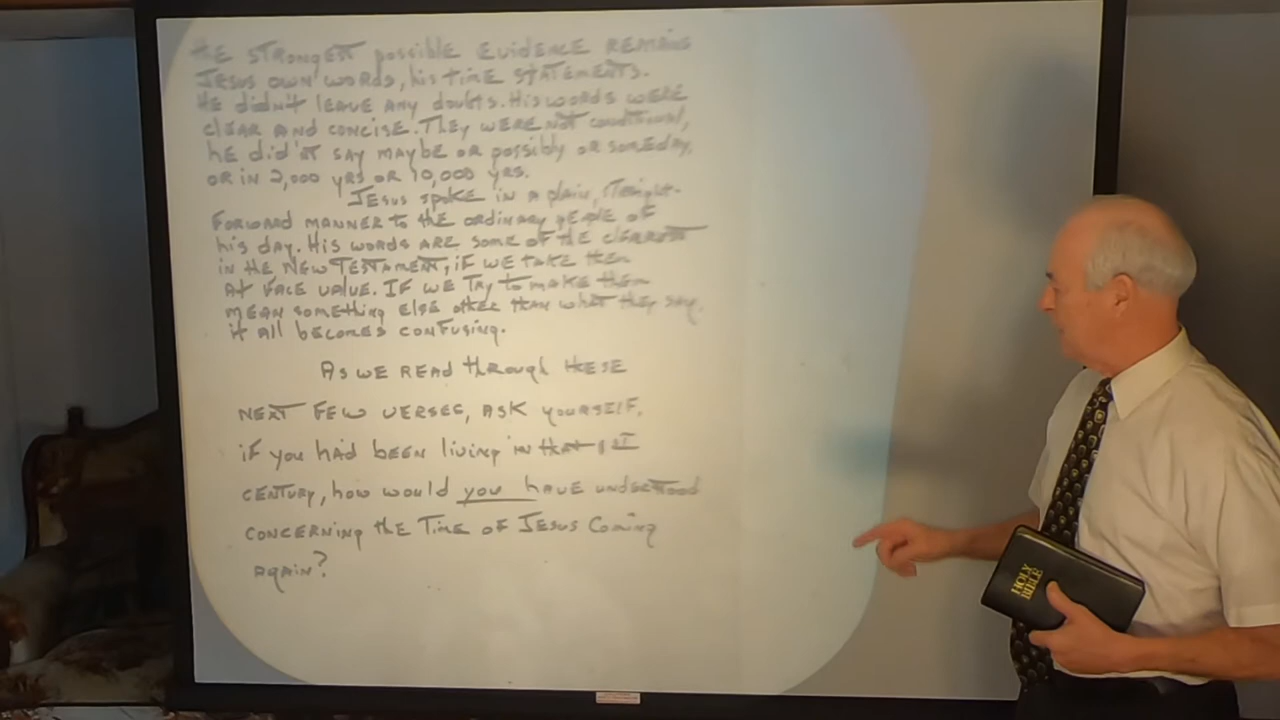 THE STRONGEST possible EVIDENCE REMAINS
JESUS OWN WORDS, his TIME STATEMENTS.
HE didn't LEAVE ANY doubts. His WORDS WERE
CLEAR AND CONCISE. They WERE not conditional,
he did'nt SAY MAYBE OR possibly OR SOMEDAY,
OR IN 2,000 YRS OR 10,000 YRS.
JESUS SPOKE IN A plain,
FORWARD MANNER to the ORDINARY PEOPLE OF
his day. His WORDS ARE SOME OF THE CLEAREST
IN the NEW TESTAMENT, iF WE TAKE them
AT FACE VALUE. IF WE TRY to MAKE them
MEAN SOMEthing ELSE other than what they say,
it All BECOMES CONFUSING.
As WE READ through THESE
NEXT FEW VERSES, ASK YOURSELF,
iF you had BEEN living in that 1st
CENTURY, how would you have UNDERSTOOD
CONCERNING the TIME OF JESUS Coming
AGAIN?
HOLY
BIBLE